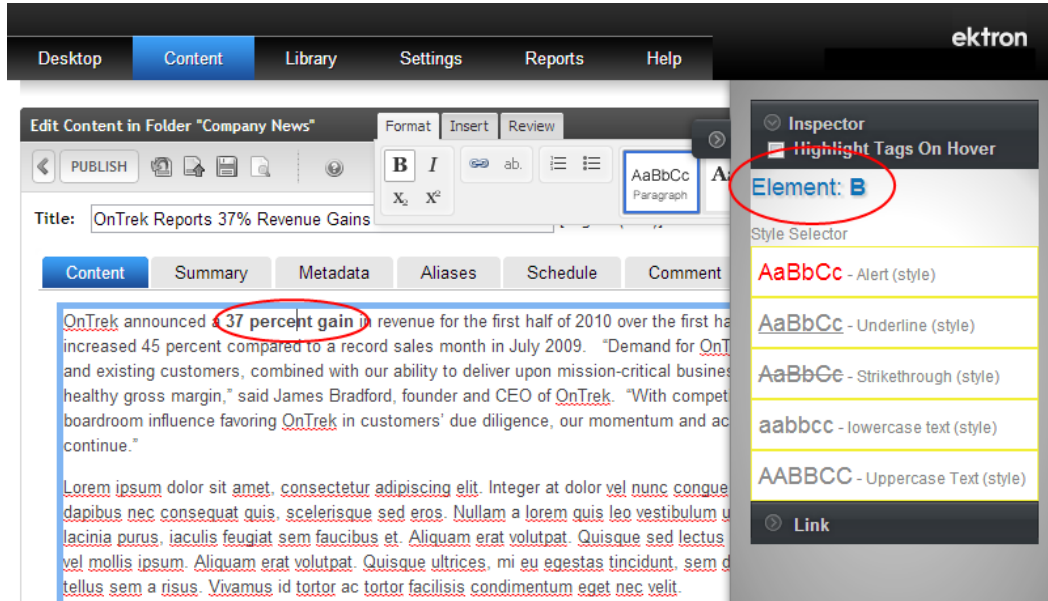 ektron
Desktop Content Library Settings Reports Help
Edit Content in Folder "Company News"
Format Insert Review
PUBLISH
B I ab.
X₂ X²
AaBbCc
Paragraph
Title: OnTrek Reports 37% Revenue Gains
Content Summary Metadata Aliases Schedule Comment
OnTrek announced a 37 percent gain in revenue for the first half of 2010 over the first ha
increased 45 percent compared to a record sales month in July 2009. “Demand for OnT
and existing customers, combined with our ability to deliver upon mission-critical busines
healthy gross margin,” said James Bradford, founder and CEO of OnTrek. “With compet
boardroom influence favoring OnTrek in customers’ due diligence, our momentum and ac
continue.”
Lorem ipsum dolor sit amet, consectetur adipiscing elit. Integer at dolor vel nunc congue
dapibus nec consequat quis, scelerisque sed eros. Nullam a lorem quis leo vestibulum u
lacinia purus, iaculis feugiat sem faucibus et. Aliquam erat volutpat. Quisque sed lectus
vel mollis ipsum. Aliquam erat volutpat. Quisque ultrices, mi eu egestas tincidunt, sem d
tellus sem a risus. Vivamus id tortor ac tortor facilisis condimentum eget nec velit.
Inspector
Highlight Tags On Hover
Element: B
Style Selector
AaBbCc - Alert (style)
AaBbCc - Underline (style)
AaBbCc - Strikethrough (style)
aabbcc - lowercase text (style)
AABBCC - Uppercase Text (style)
Link